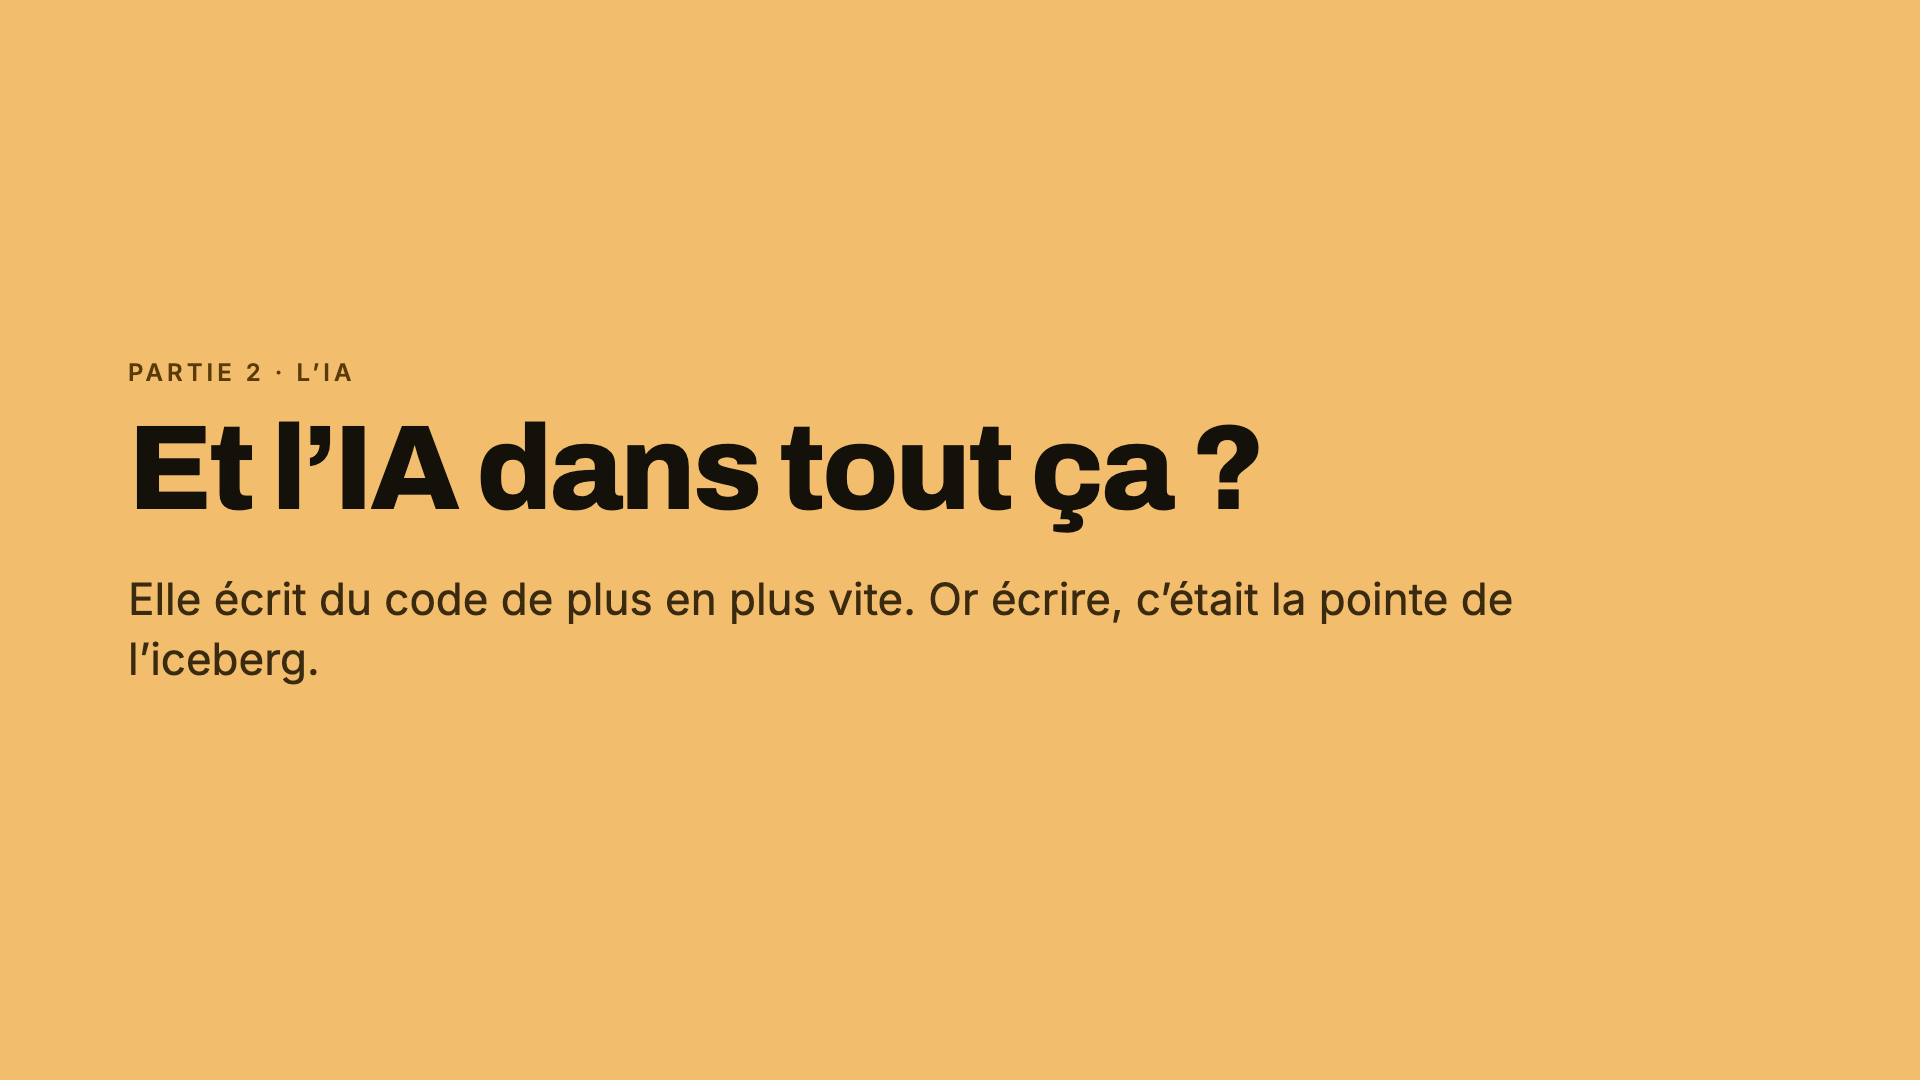 PARTIE 2 · L’IA
Et l’IA dans tout ça ?
Elle écrit du code de plus en plus vite. Or écrire, c’était la pointe de
l’iceberg.